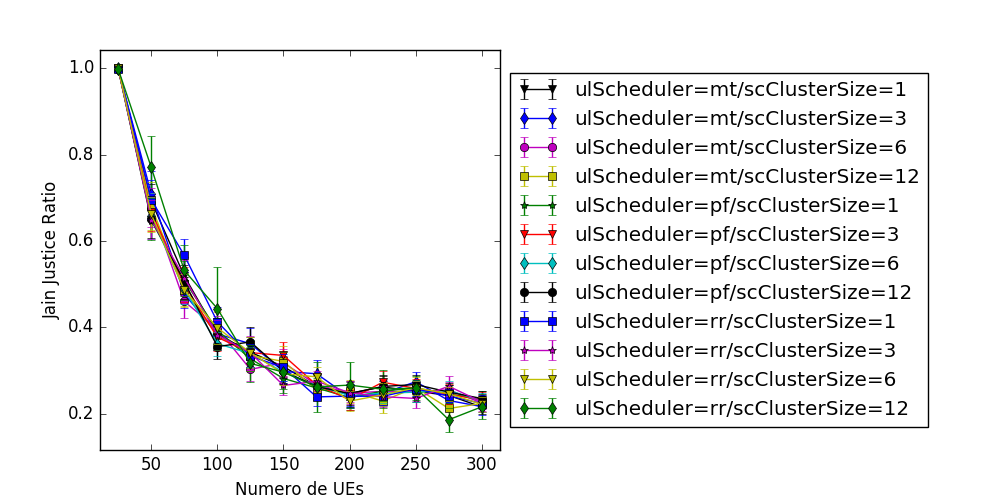 1.0
0.8
0.6
0.4
0.2
Jain Justice Ratio
50 100 150 200 250 300
Numero de UEs
ulScheduler=mt/scClusterSize=1
ulScheduler=mt/scClusterSize=3
ulScheduler=mt/scClusterSize=6
ulScheduler=mt/scClusterSize=12
ulScheduler=pf/scClusterSize=1
ulScheduler=pf/scClusterSize=3
ulScheduler=pf/scClusterSize=6
ulScheduler=pf/scClusterSize=12
ulScheduler=rr/scClusterSize=1
ulScheduler=rr/scClusterSize=3
ulScheduler=rr/scClusterSize=6
ulScheduler=rr/scClusterSize=12